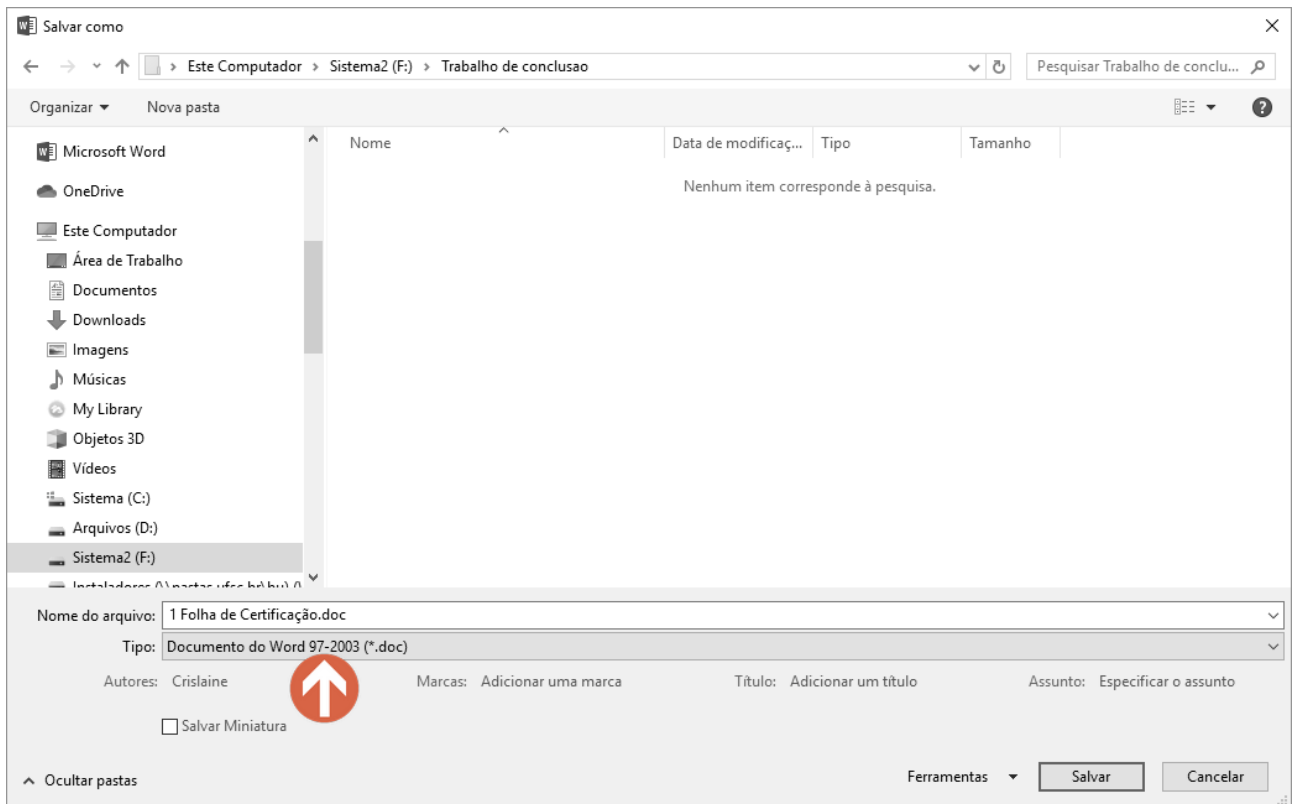 Salvar como
Este Computador > Sistema2 (F:) > Trabalho de conclusao
Pesquisar Trabalho de conclu...
Organizar Nova pasta
Nome Data de modificaç... Tipo Tamanho
Nenhum item corresponde à pesquisa.
Microsoft Word
OneDrive
Este Computador
Área de Trabalho
Documentos
Downloads
Imagens
Músicas
My Library
Objetos 3D
Vídeos
Sistema (C:)
Arquivos (D:)
Sistema2 (F:)
Nome do arquivo: 1 Folha de Certificação.doc
Tipo: Documento do Word 97-2003 (*.doc)
Autores: Crislaine Marcas: Adicionar uma marca Título: Adicionar um título Assunto: Especificar o assunto
Salvar Miniatura
Ocultar pastas Ferramentas Salvar Cancelar